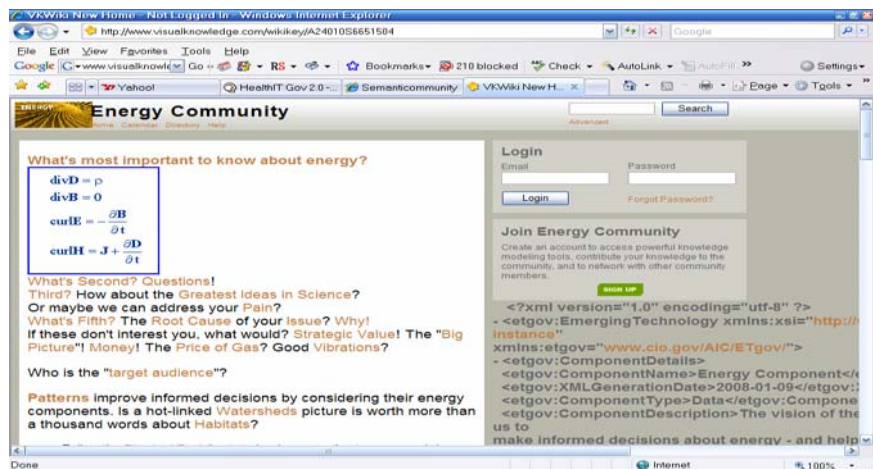 VKWiki New Home - Not Logged In - Windows Internet Explorer
http://www.visualknowledge.com/wikikey/A24010S6651504
Google
File Edit View Favorites Tools Help
Google G www.visualknowl Go RS Bookmarks 210 blocked Check AutoLink AutoFill Settings
Yahoo! HealthIT Gov 2.0 -... Semanticommunity VKWiki New H... Page Tools
ENERGY
Energy Community
Search
Home Calendar Directory Help
Advanced
What's most important to know about energy?
divD = ρ
divB = 0
curlE = - ∂B / ∂t
curlH = J + ∂D / ∂t
What's Second? Questions!
Third? How about the Greatest Ideas in Science?
Or maybe we can address your Pain?
What's Fifth? The Root Cause of your Issue? Why!
If these don't interest you, what would? Strategic Value! The "Big
Picture"! Money! The Price of Gas? Good Vibrations?
Who is the "target audience"?
Patterns improve informed decisions by considering their energy
components. Is a hot-linked Watersheds picture is worth more than
a thousand words about Habitats?
Login
Email Password
Login
Forgot Password?
Join Energy Community
Create an account to access powerful knowledge
modeling tools, contribute your knowledge to the
community, and to network with other community
members.
SIGN UP
<?xml version="1.0" encoding="utf-8" ?>
- <etgov:EmergingTechnology xmlns:xsi="http://
instance"
xmlns:etgov="www.cio.gov/AIC/ETgov/">
- <etgov:ComponentDetails>
<etgov:ComponentName>Energy Component</
<etgov:XMLGenerationDate>2008-01-09</etgov:
<etgov:ComponentType>Data</etgov:Compone
<etgov:ComponentDescription>The vision of the
us to
make informed decisions about energy - and help
Done
Internet
100%